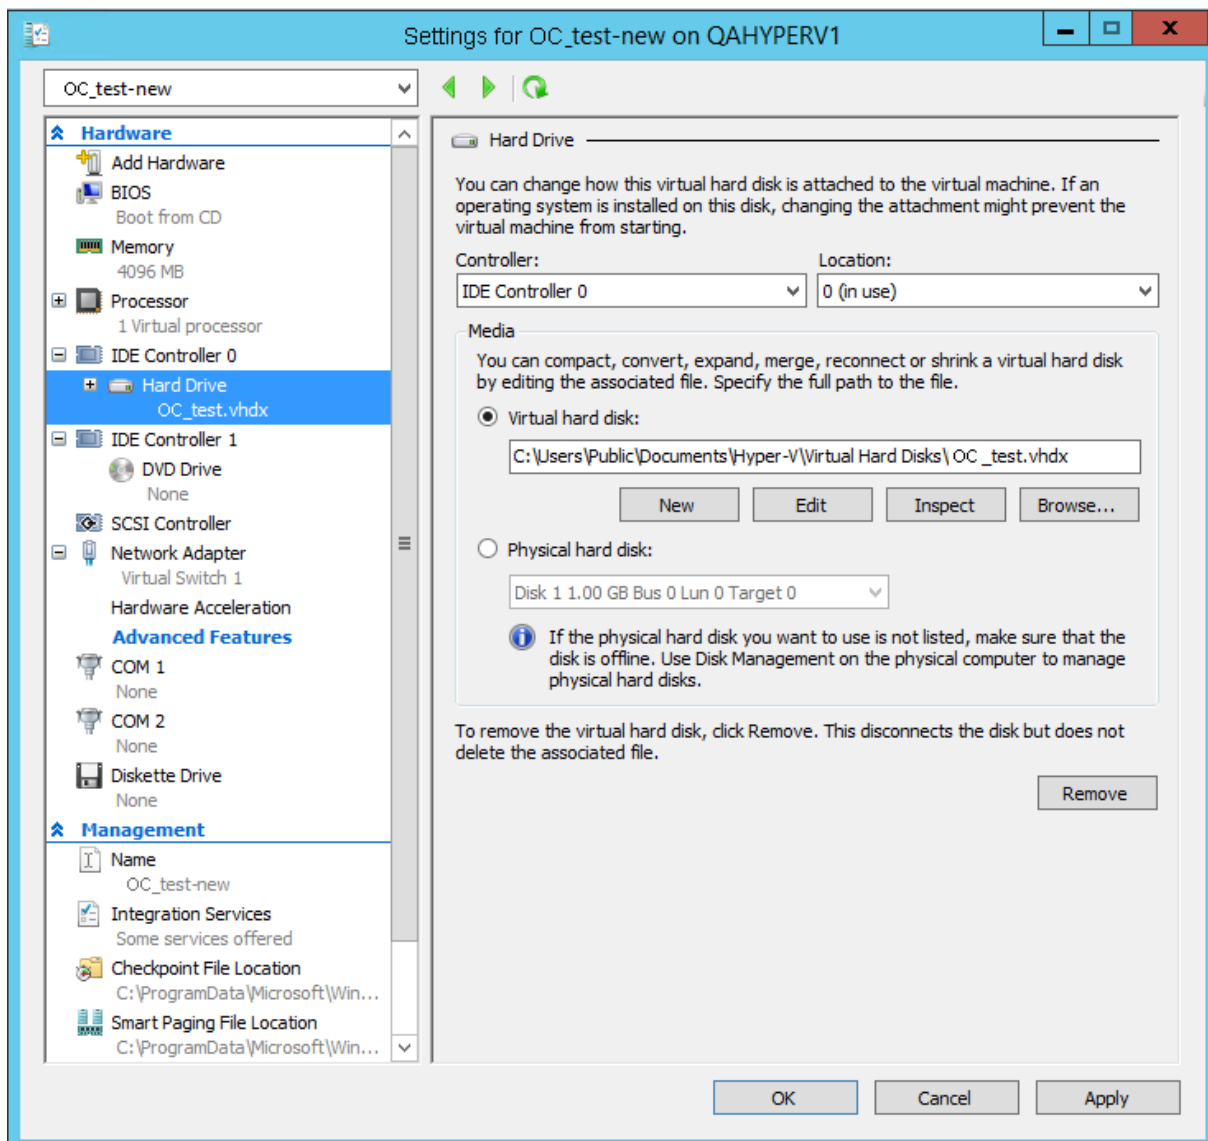 Settings for OC_test-new on QAHYPERV1
OC_test-new
Hardware
Add Hardware
BIOS
Boot from CD
Memory
4096 MB
Processor
1 Virtual processor
IDE Controller 0
Hard Drive
OC_test.vhdx
IDE Controller 1
DVD Drive
None
SCSI Controller
Network Adapter
Virtual Switch 1
Hardware Acceleration
Advanced Features
COM 1
None
COM 2
None
Diskette Drive
None
Management
Name
OC_test-new
Integration Services
Some services offered
Checkpoint File Location
C:\ProgramData\Microsoft\Win...
Smart Paging File Location
C:\ProgramData\Microsoft\Win...
Hard Drive
You can change how this virtual hard disk is attached to the virtual machine. If an
operating system is installed on this disk, changing the attachment might prevent the
virtual machine from starting.
Controller:
Location:
IDE Controller 0
0 (in use)
Media
You can compact, convert, expand, merge, reconnect or shrink a virtual hard disk
by editing the associated file. Specify the full path to the file.
Virtual hard disk:
C:\Users\Public\Documents\Hyper-V\Virtual Hard Disks\ OC _test.vhdx
New
Edit
Inspect
Browse...
Physical hard disk:
Disk 1 1.00 GB Bus 0 Lun 0 Target 0
If the physical hard disk you want to use is not listed, make sure that the
disk is offline. Use Disk Management on the physical computer to manage
physical hard disks.
To remove the virtual hard disk, click Remove. This disconnects the disk but does not
delete the associated file.
Remove
OK
Cancel
Apply